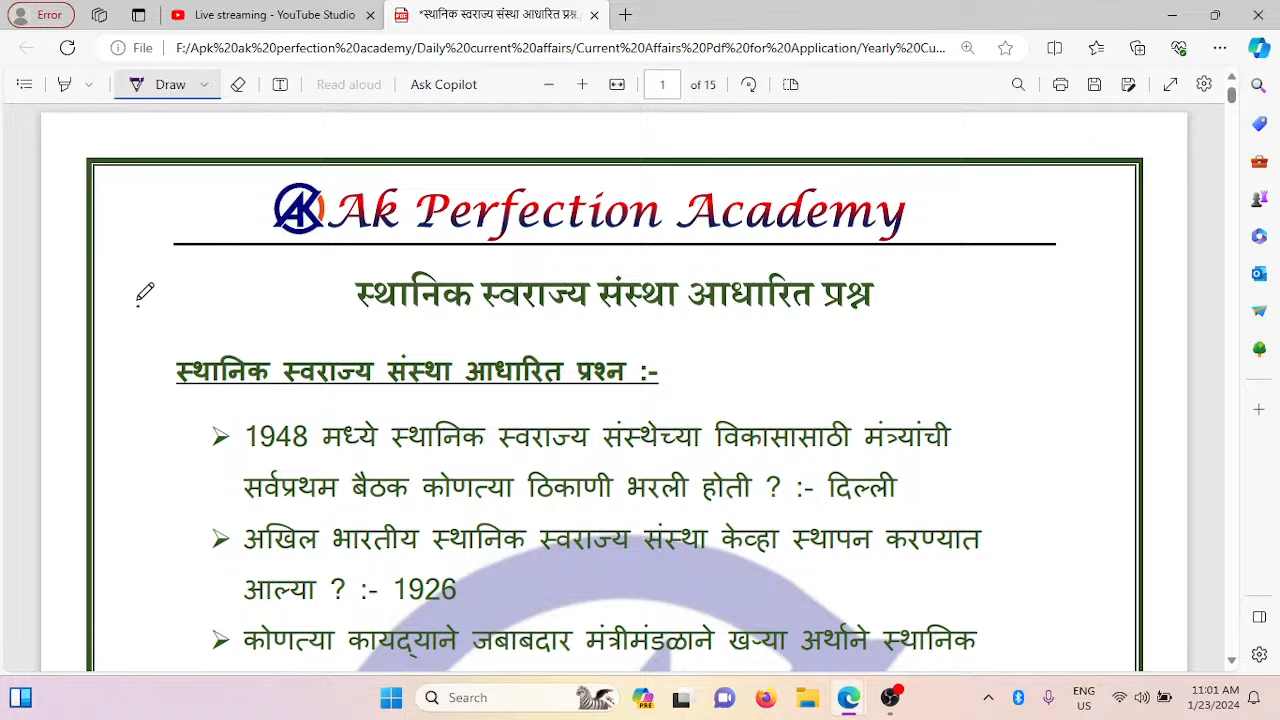 Error
Live streaming - YouTube Studio
*स्थानिक स्वराज्य संस्था आधारित प्रश्न
File
F:/Apk%20ak%20perfection%20academy/Daily%20current%20affairs/Current%20Affairs%20Pdf%20for%20Application/Yearly%20Cu...
Draw
Read aloud
Ask Copilot
1 of 15
AK Ak Perfection Academy
स्थानिक स्वराज्य संस्था आधारित प्रश्न
स्थानिक स्वराज्य संस्था आधारित प्रश्न :-
➢ 1948 मध्ये स्थानिक स्वराज्य संस्थेच्या विकासासाठी मंत्र्यांची
सर्वप्रथम बैठक कोणत्या ठिकाणी भरली होती ? :- दिल्ली
➢ अखिल भारतीय स्थानिक स्वराज्य संस्था केव्हा स्थापन करण्यात
आल्या ? :- 1926
➢ कोणत्या कायद्याने जबाबदार मंत्रीमंडळाने खऱ्या अर्थाने स्थानिक
Search
PRE
ENG
US
11:01 AM
1/23/2024